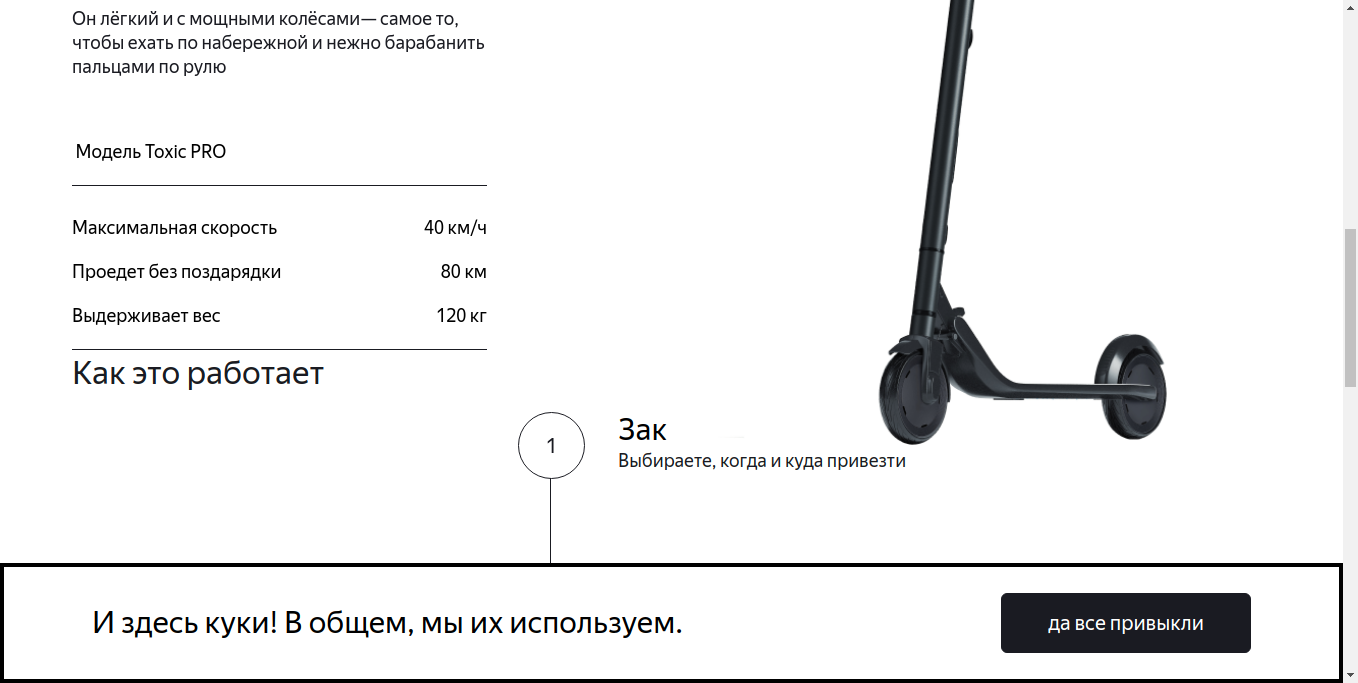 Он лёгкий и с мощными колёсами— самое то,
чтобы ехать по набережной и нежно барабанить
пальцами по рулю
Модель Toxic PRO
Максимальная скорость 40 км/ч
Проедет без поздарядки 80 км
Выдерживает вес 120 кг
Как это работает
1
Зак
Выбираете, когда и куда привезти
И здесь куки! В общем, мы их используем.
да все привыкли